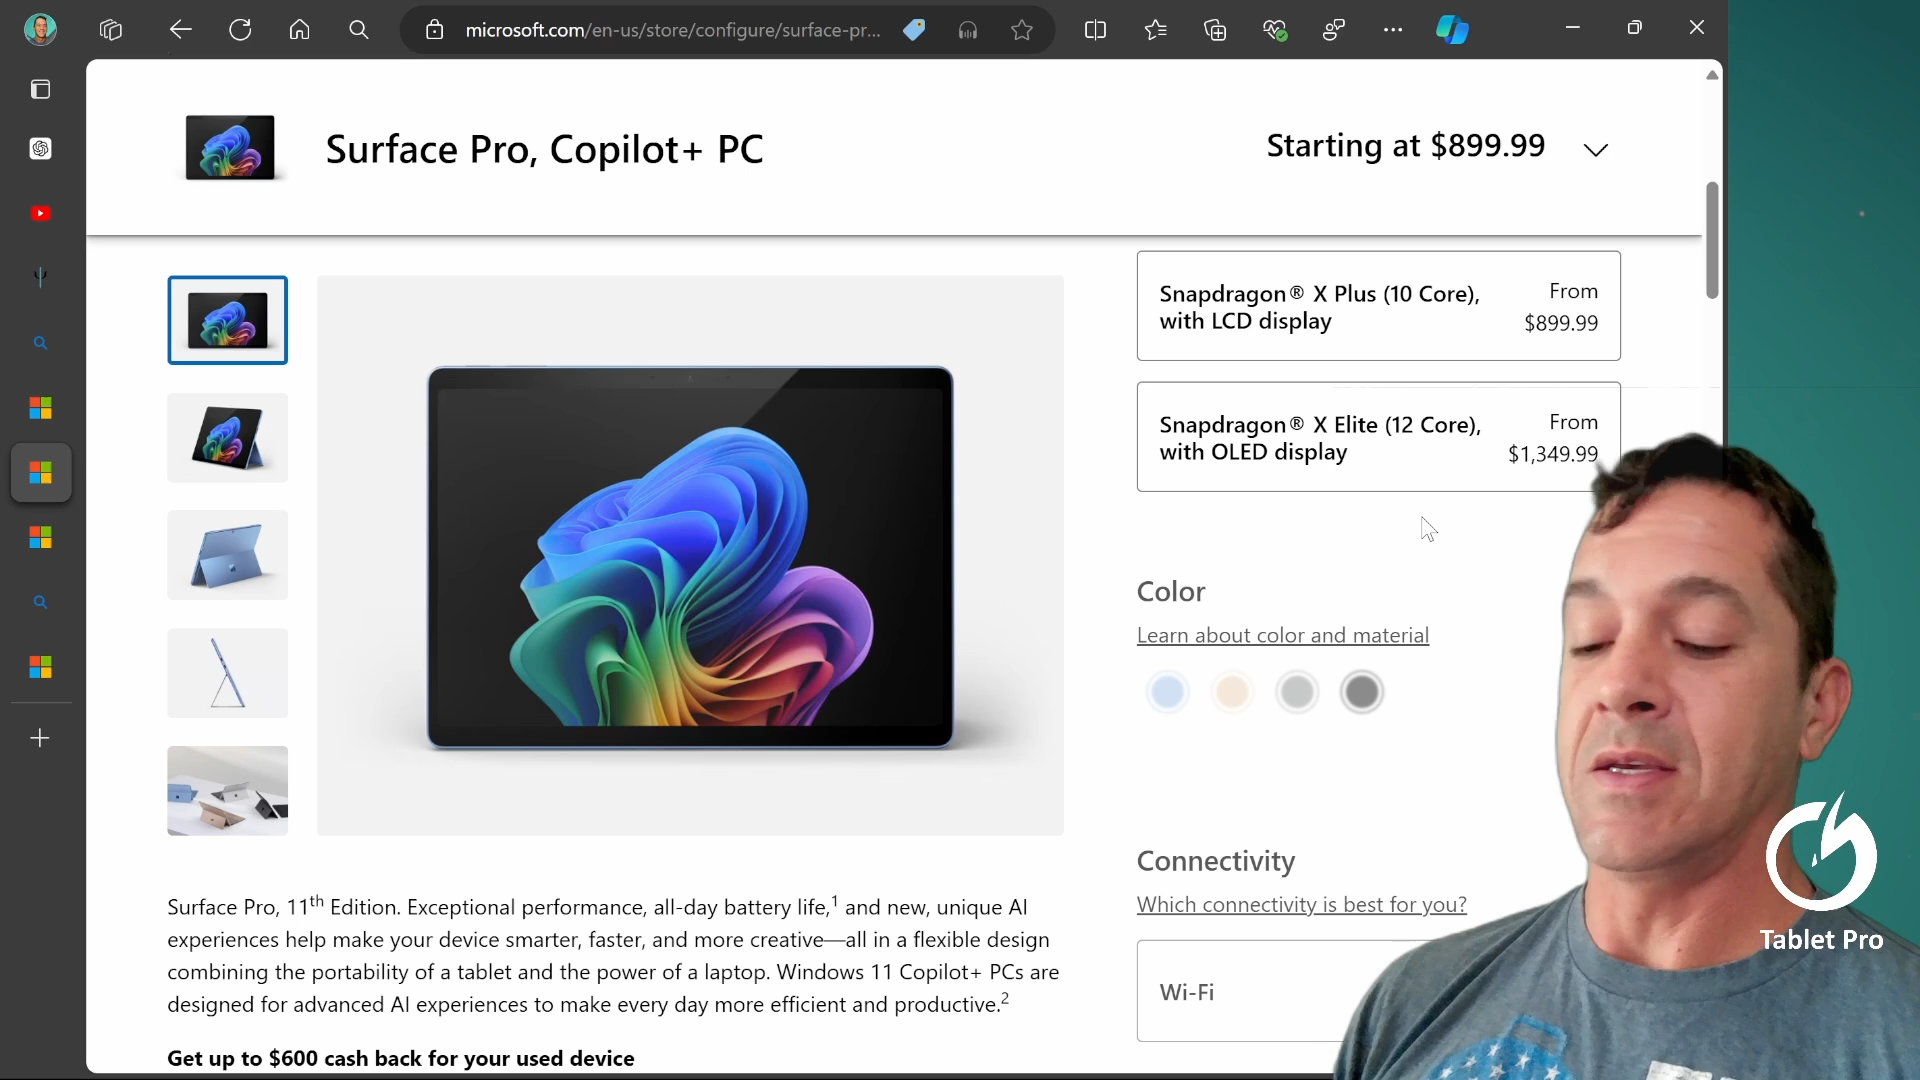 microsoft.com/en-us/store/configure/surface-pr...
Surface Pro, Copilot+ PC
Starting at $899.99
Snapdragon® X Plus (10 Core),
with LCD display
From
$899.99
Snapdragon® X Elite (12 Core),
with OLED display
From
$1,349.99
Color
Learn about color and material
Connectivity
Which connectivity is best for you?
Wi-Fi
Surface Pro, 11th Edition. Exceptional performance, all-day battery life,1 and new, unique AI
experiences help make your device smarter, faster, and more creative—all in a flexible design
combining the portability of a tablet and the power of a laptop. Windows 11 Copilot+ PCs are
designed for advanced AI experiences to make every day more efficient and productive.2
Get up to $600 cash back for your used device
Tablet Pro